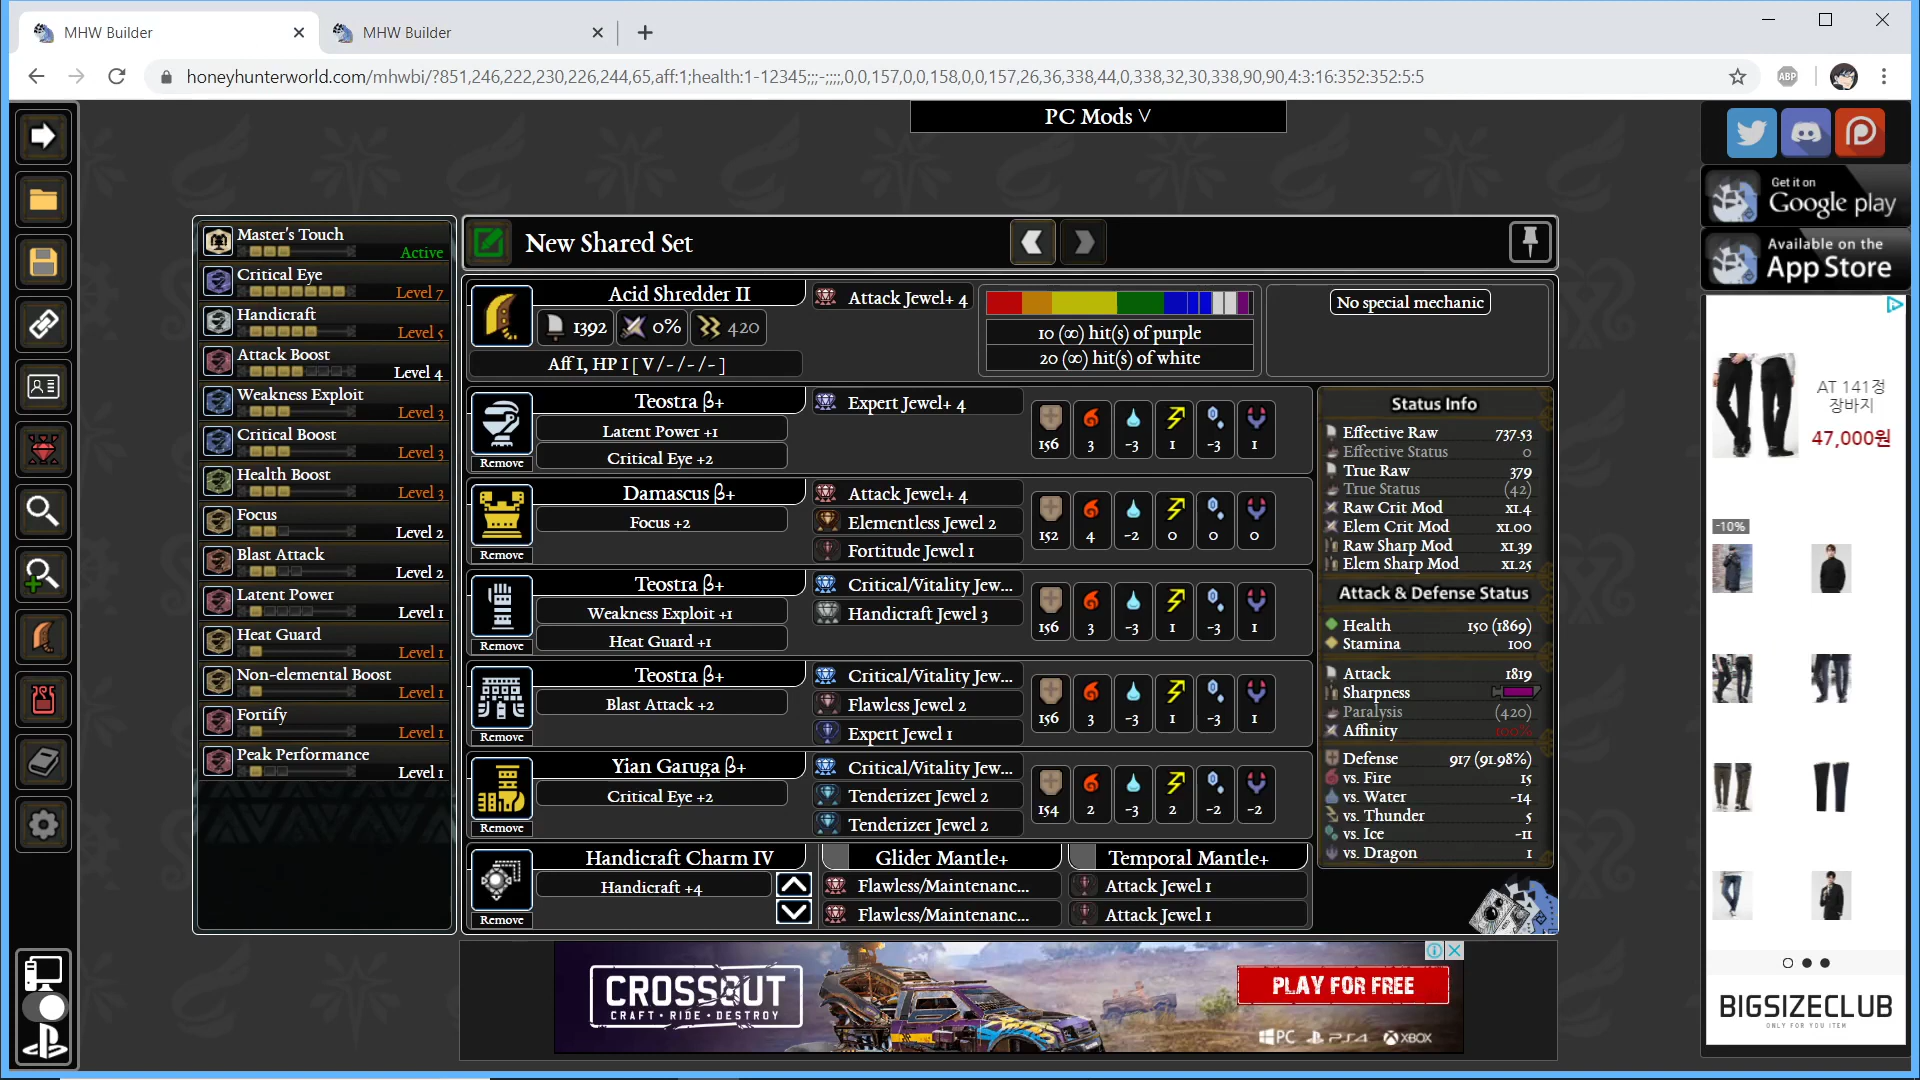 MHW Builder
MHW Builder
honeyhunterworld.com/mhwbi/?851,246,222,230,226,244,65,aff:1;health:1-12345;;;-;;;;,0,0,157,0,0,158,0,0,157,26,36,338,44,0,338,32,30,338,90,90,4:3:16:352:352:5:5
ABP
PC Mods V
Get it on
Google play
Available on the
App Store
Master's Touch
Active
Critical Eye
Level 7
Handicraft
Level 5
Attack Boost
Level 4
Weakness Exploit
Level 3
Critical Boost
Level 3
Health Boost
Level 3
Focus
Level 2
Blast Attack
Level 2
Latent Power
Level 1
Heat Guard
Level 1
Non-elemental Boost
Level 1
Fortify
Level 1
Peak Performance
Level 1
New Shared Set
Acid Shredder II
1392 0% 420
Aff I, HP I [ V / - / - / - ]
Attack Jewel+ 4
10 (∞) hit(s) of purple
20 (∞) hit(s) of white
No special mechanic
Teostra β+
Latent Power +1
Critical Eye +2
Remove
Expert Jewel+ 4
156 3 -3 1 -3 1
Damascus β+
Focus +2
Remove
Attack Jewel+ 4
Elementless Jewel 2
Fortitude Jewel 1
152 4 -2 0 0 0
Teostra β+
Weakness Exploit +1
Heat Guard +1
Remove
Critical/Vitality Jew...
Handicraft Jewel 3
156 3 -3 1 -3 1
Teostra β+
Blast Attack +2
Remove
Critical/Vitality Jew...
Flawless Jewel 2
Expert Jewel 1
156 3 -3 1 -3 1
Yian Garuga β+
Critical Eye +2
Remove
Critical/Vitality Jew...
Tenderizer Jewel 2
Tenderizer Jewel 2
154 2 -3 2 -2 -2
Handicraft Charm IV
Handicraft +4
Remove
Glider Mantle+
Flawless/Maintenanc...
Flawless/Maintenanc...
Temporal Mantle+
Attack Jewel 1
Attack Jewel 1
Status Info
Effective Raw 737.53
Effective Status 0
True Raw 379
True Status (42)
Raw Crit Mod x1.4
Elem Crit Mod x1.00
Raw Sharp Mod x1.39
Elem Sharp Mod x1.25
Attack & Defense Status
Health 150 (1869)
Stamina 100
Attack 1819
Sharpness
Paralysis (420)
Affinity 100%
Defense 917 (91.98%)
vs. Fire 15
vs. Water -14
vs. Thunder 5
vs. Ice -11
vs. Dragon 1
CROSSOUT
CRAFT • RIDE • DESTROY
PLAY FOR FREE
PC PS4 XBOX
AT 141정
장바지
47,000원
-10%
BIGSIZECLUB
ONLY FOR YOU ITEM